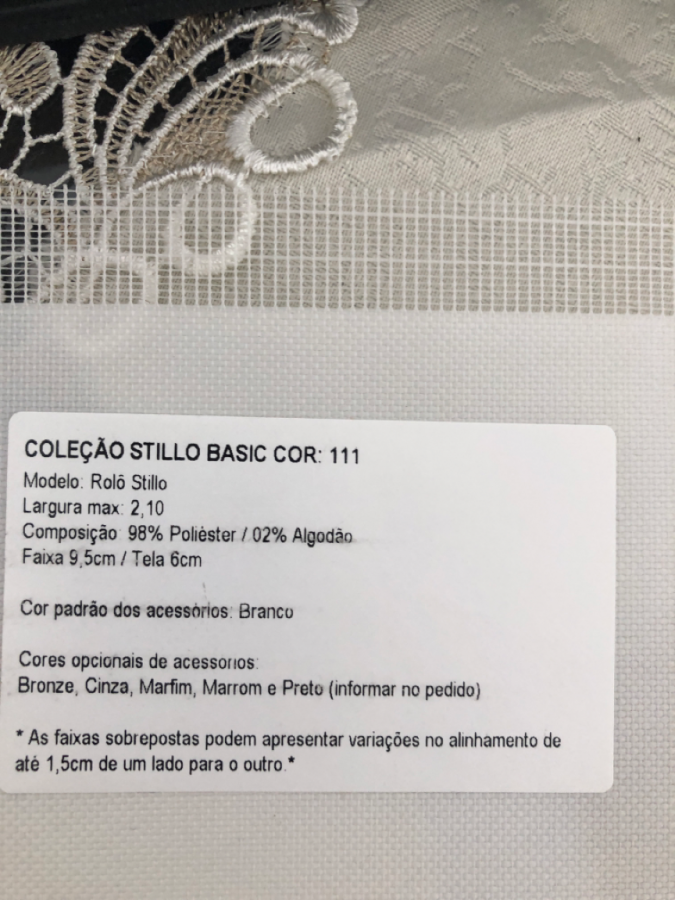 COLEÇÃO STILLO BASIC COR: 111
Modelo: Rolô Stillo
Largura max: 2,10
Composição: 98% Poliéster / 02% Algodão
Faixa 9,5cm / Tela 6cm
Cor padrão dos acessórios: Branco
Cores opcionais de acessorios:
Bronze, Cinza, Marfim, Marrom e Preto (informar no pedido)
* As faixas sobrepostas podem apresentar variações no alinhamento de
até 1,5cm de um lado para o outro.*